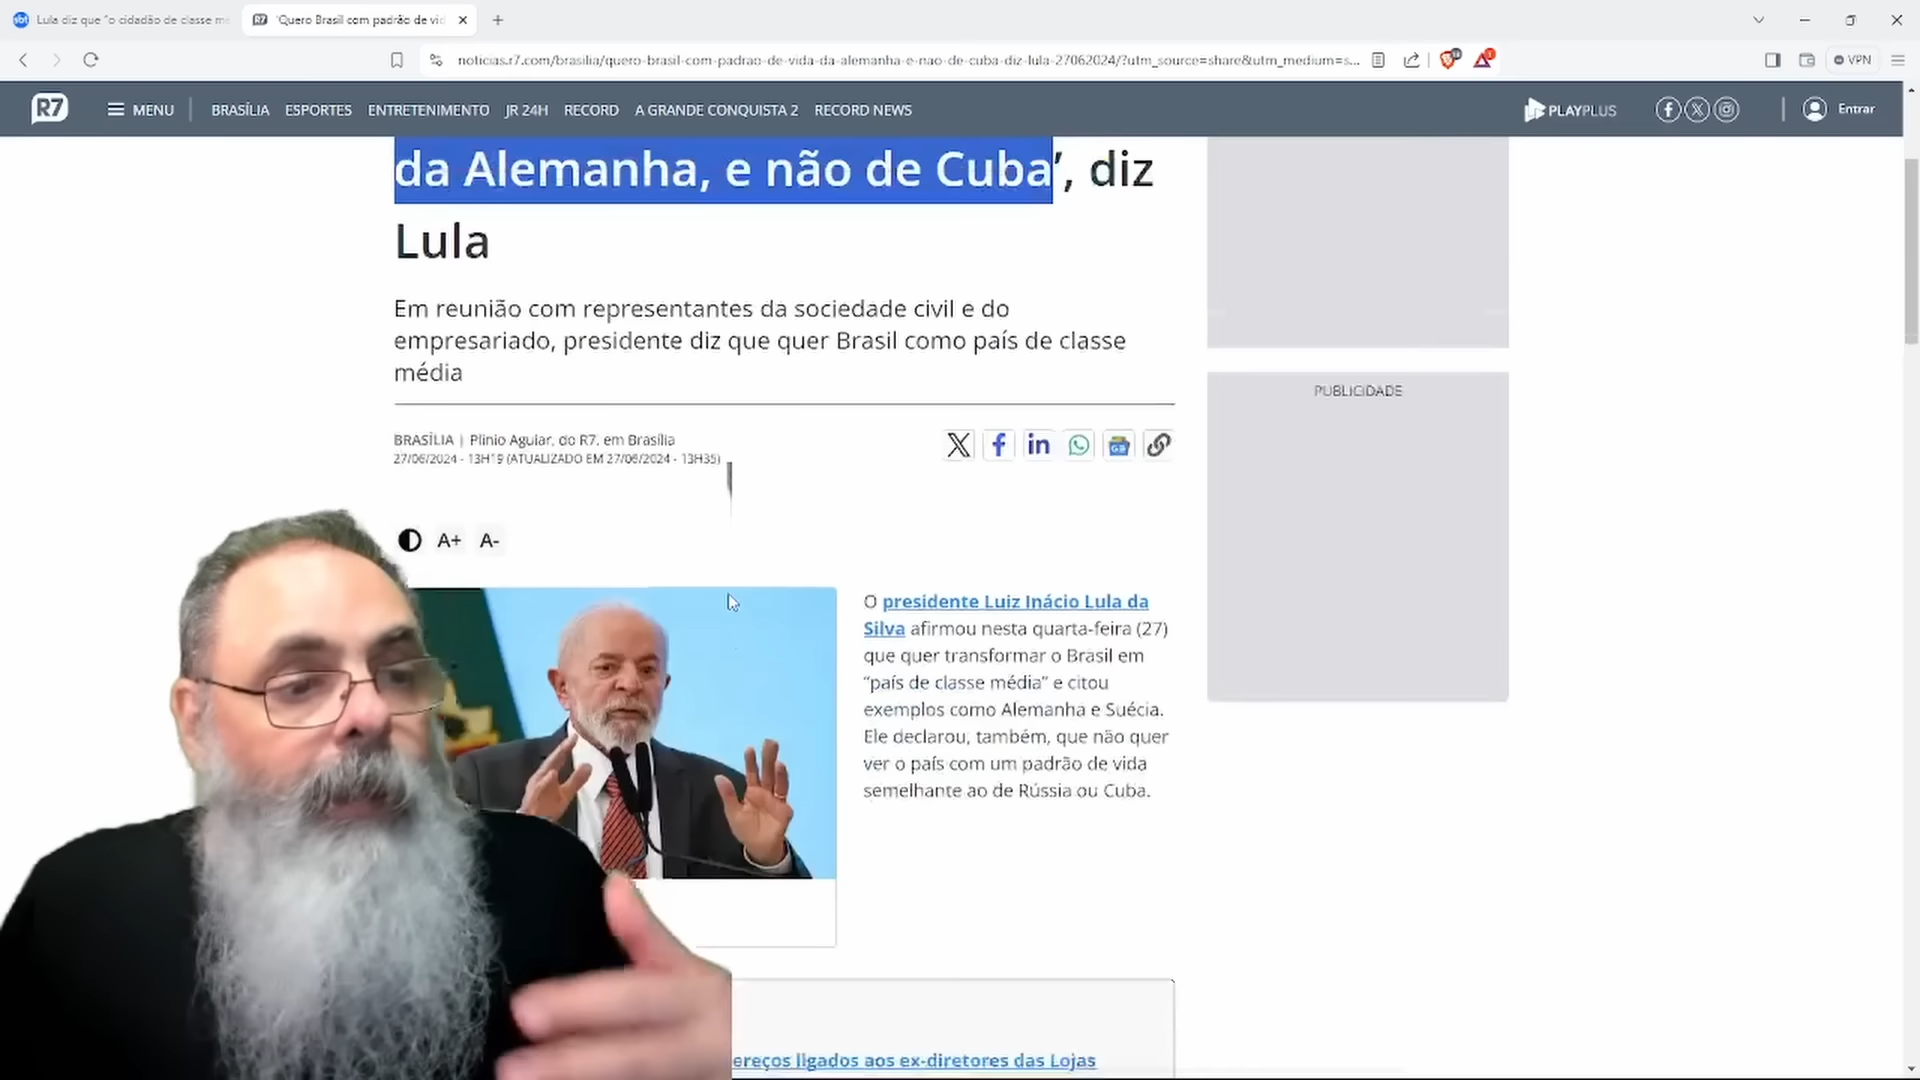 Lula diz que "o cidadão de classe m
'Quero Brasil com padrão de vi
noticias.r7.com/brasilia/quero-brasil-com-padrao-de-vida-da-alemanha-e-nao-de-cuba-diz-lula-27062024/?utm_source=share&utm_medium=s...
VPN
R7
MENU BRASÍLIA ESPORTES ENTRETENIMENTO JR 24H RECORD A GRANDE CONQUISTA 2 RECORD NEWS
PLAYPLUS
Entrar
da Alemanha, e não de Cuba', diz
Lula
Em reunião com representantes da sociedade civil e do
empresariado, presidente diz que quer Brasil como país de classe
média
PUBLICIDADE
BRASÍLIA | Plínio Aguiar, do R7, em Brasília
27/06/2024 - 13H19 (ATUALIZADO EM 27/06/2024 - 13H35)
A+ A-
O presidente Luiz Inácio Lula da
Silva afirmou nesta quarta-feira (27)
que quer transformar o Brasil em
“país de classe média” e citou
exemplos como Alemanha e Suécia.
Ele declarou, também, que não quer
ver o país com um padrão de vida
semelhante ao de Rússia ou Cuba.
ereços ligados aos ex-diretores das Lojas